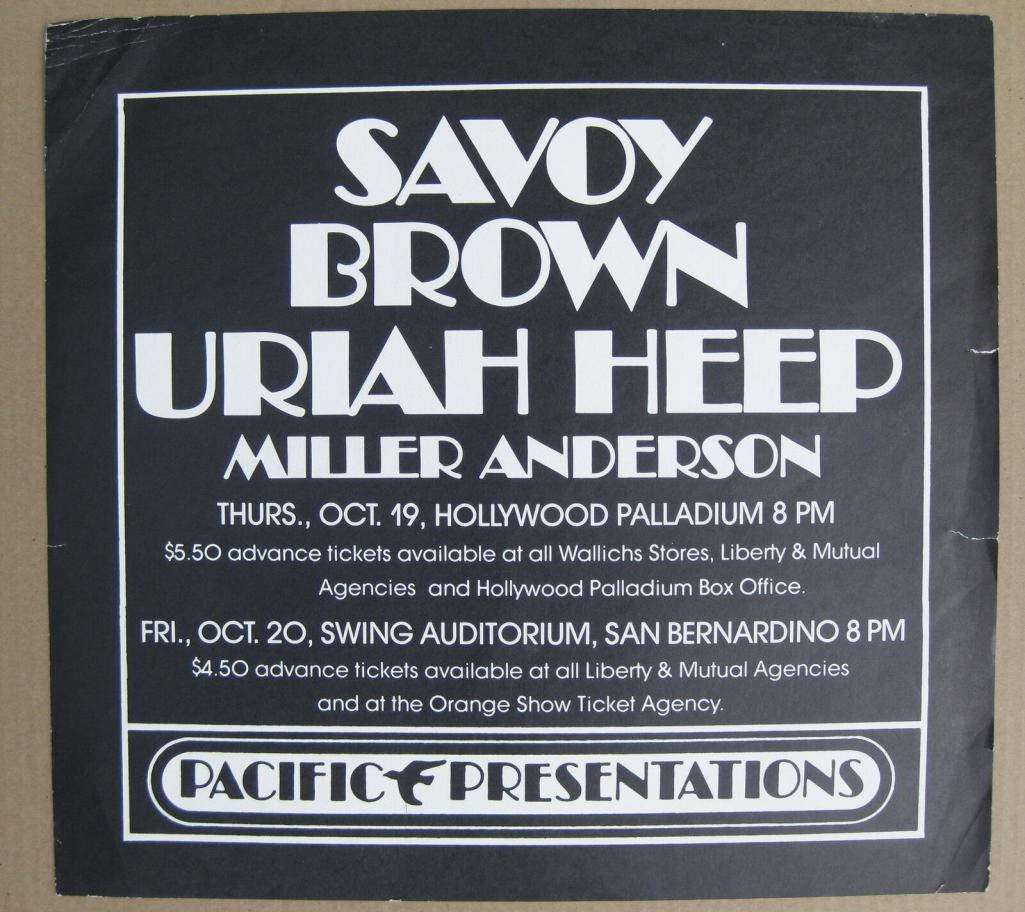 SAVOY
BROWN
URIAH HEEP
MILLER ANDERSON
THURS., OCT. 19, HOLLYWOOD PALLADIUM 8 PM
$5.50 advance tickets available at all Wallichs Stores, Liberty & Mutual
Agencies and Hollywood Palladium Box Office.
FRI., OCT. 20, SWING AUDITORIUM, SAN BERNARDINO 8 PM
$4.50 advance tickets available at all Liberty & Mutual Agencies
and at the Orange Show Ticket Agency.
PACIFIC PRESENTATIONS